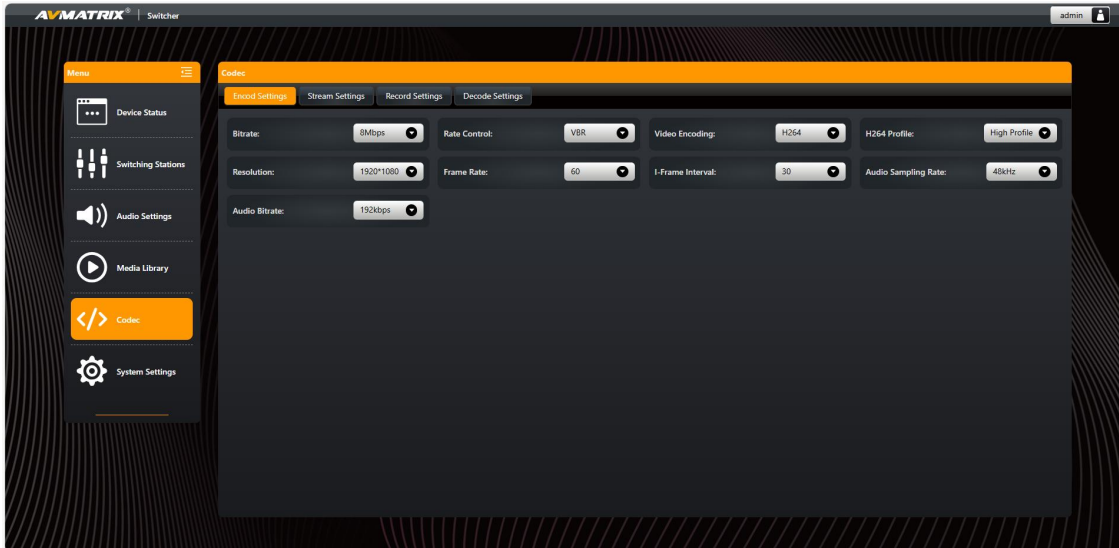 AVMATRIX® | Switcher
admin
Menu
Device Status
Switching Stations
Audio Settings
Media Library
Codec
System Settings
Codec
Encod Settings Stream Settings Record Settings Decode Settings
Bitrate: 8Mbps Rate Control: VBR Video Encoding: H264 H264 Profile: High Profile
Resolution: 1920*1080 Frame Rate: 60 I-Frame Interval: 30 Audio Sampling Rate: 48kHz
Audio Bitrate: 192kbps